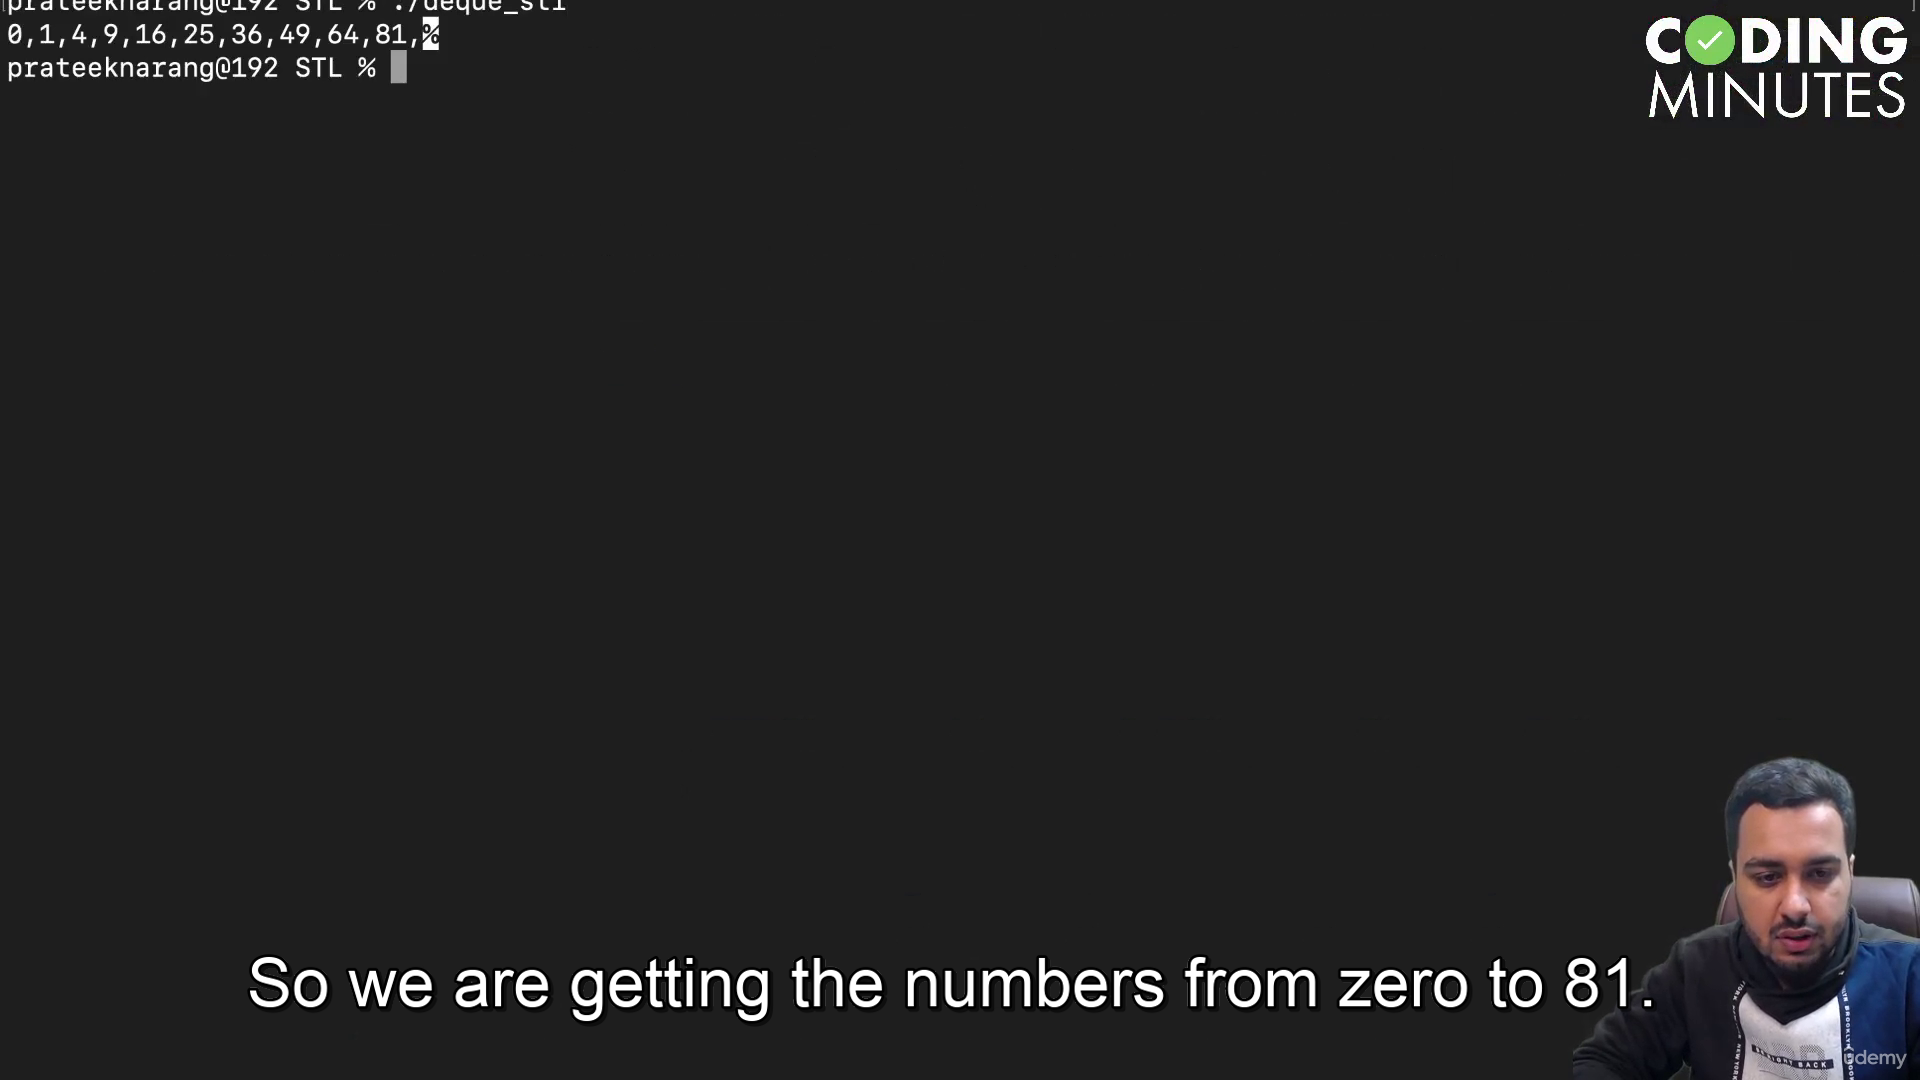 prateeknarang@192 STL % ./deque_stl
0,1,4,9,16,25,36,49,64,81,%
prateeknarang@192 STL %
CODING
MINUTES
So we are getting the numbers from zero to 81.
udemy